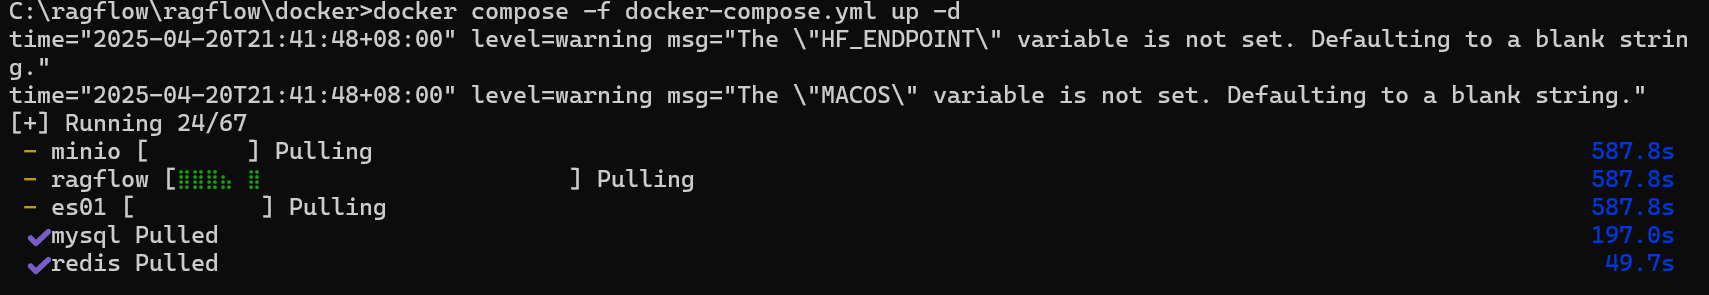 C:\ragflow\ragflow\docker>docker compose -f docker-compose.yml up -d
time="2025-04-20T21:41:48+08:00" level=warning msg="The \"HF_ENDPOINT\" variable is not set. Defaulting to a blank strin
g."
time="2025-04-20T21:41:48+08:00" level=warning msg="The \"MACOS\" variable is not set. Defaulting to a blank string."
[+] Running 24/67
 - minio [       ] Pulling 587.8s
 - ragflow [⣿⣿⣿⣦ ⣿                      ] Pulling 587.8s
 - es01 [         ] Pulling 587.8s
 ✔mysql Pulled 197.0s
 ✔redis Pulled 49.7s